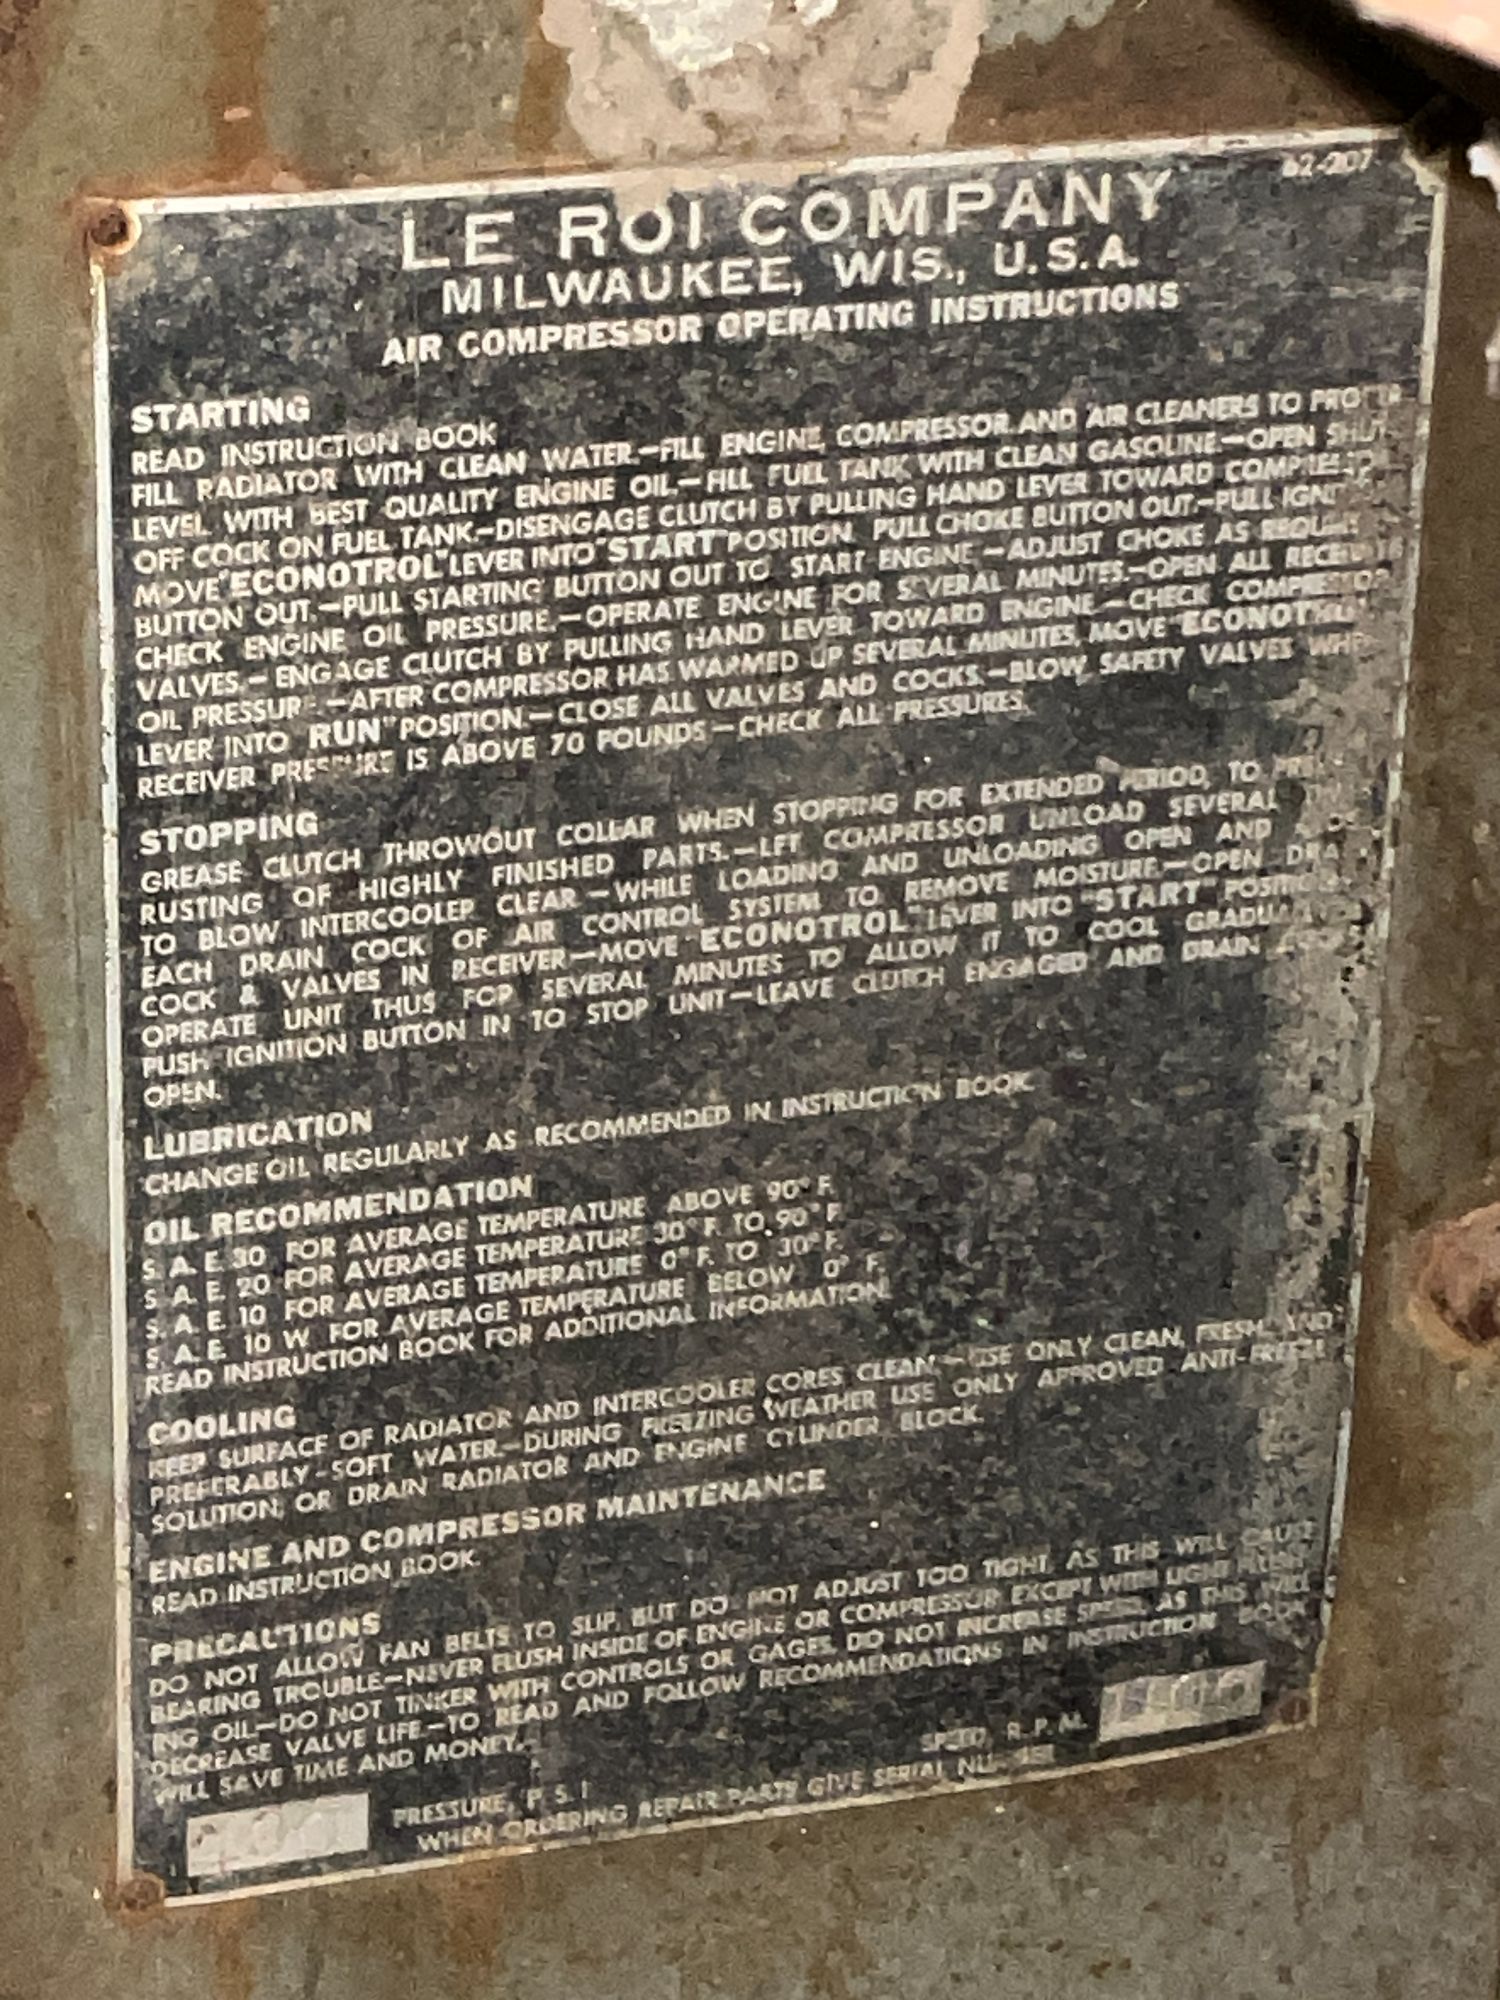 62-207
LE ROI COMPANY
MILWAUKEE, WIS., U.S.A.
AIR COMPRESSOR OPERATING INSTRUCTIONS
STARTING
READ INSTRUCTION BOOK
FILL RADIATOR WITH CLEAN WATER.—FILL ENGINE, COMPRESSOR AND AIR CLEANERS TO PROPER
LEVEL WITH BEST QUALITY ENGINE OIL.—FILL FUEL TANK WITH CLEAN GASOLINE.—OPEN SHUT-
OFF COCK ON FUEL TANK.—DISENGAGE CLUTCH BY PULLING HAND LEVER TOWARD COMPRESSOR
MOVE "ECONOTROL" LEVER INTO "START" POSITION. PULL CHOKE BUTTON OUT.—PULL IGNITION
BUTTON OUT.—PULL STARTING BUTTON OUT TO START ENGINE.—ADJUST CHOKE AS REQUIRED
CHECK ENGINE OIL PRESSURE.—OPERATE ENGINE FOR SEVERAL MINUTES.—OPEN ALL RECEIVER
VALVES.—ENGAGE CLUTCH BY PULLING HAND LEVER TOWARD ENGINE.—CHECK COMPRESSOR
OIL PRESSURE.—AFTER COMPRESSOR HAS WARMED UP SEVERAL MINUTES, MOVE "ECONOTROL"
LEVER INTO "RUN" POSITION.—CLOSE ALL VALVES AND COCKS.—BLOW SAFETY VALVES WHEN
RECEIVER PRESSURE IS ABOVE 70 POUNDS—CHECK ALL PRESSURES.
STOPPING
GREASE CLUTCH THROWOUT COLLAR WHEN STOPPING FOR EXTENDED PERIOD, TO
RUSTING OF HIGHLY FINISHED PARTS.—LET COMPRESSOR UNLOAD SEVERAL
TO BLOW INTERCOOLER CLEAR—WHILE LOADING AND UNLOADING OPEN AND
EACH DRAIN COCK OF AIR CONTROL SYSTEM TO REMOVE MOISTURE.—OPEN DRAIN
COCK & VALVES IN RECEIVER—MOVE "ECONOTROL" LEVER INTO "START" POSITION
OPERATE UNIT THUS FOR SEVERAL MINUTES TO ALLOW IT TO COOL GRADUALLY
PUSH IGNITION BUTTON IN TO STOP UNIT—LEAVE CLUTCH ENGAGED AND DRAIN
OPEN.
LUBRICATION
CHANGE OIL REGULARLY AS RECOMMENDED IN INSTRUCTION BOOK.
OIL RECOMMENDATION
S. A. E. 30 FOR AVERAGE TEMPERATURE ABOVE 90° F.
S. A. E. 20 FOR AVERAGE TEMPERATURE 30° F. TO 90° F.
S. A. E. 10 FOR AVERAGE TEMPERATURE 0° F. TO 30° F.
S. A. E. 10 W FOR AVERAGE TEMPERATURE BELOW 0° F.
READ INSTRUCTION BOOK FOR ADDITIONAL INFORMATION.
COOLING
KEEP SURFACE OF RADIATOR AND INTERCOOLER CORES CLEAN—USE ONLY CLEAN, FRESH, AND
PREFERABLY-SOFT WATER.—DURING FREEZING WEATHER USE ONLY APPROVED ANTI-FREEZE
SOLUTION, OR DRAIN RADIATOR AND ENGINE CYLINDER BLOCK.
ENGINE AND COMPRESSOR MAINTENANCE
READ INSTRUCTION BOOK.
PRECAUTIONS
DO NOT ALLOW FAN BELTS TO SLIP, BUT DO NOT ADJUST TOO TIGHT, AS THIS WILL CAUSE
BEARING TROUBLE—NEVER FLUSH INSIDE OF ENGINE OR COMPRESSOR EXCEPT WITH LIGHT FLUSH-
ING OIL—DO NOT TINKER WITH CONTROLS OR GAGES. DO NOT INCREASE SPEED, AS THIS WILL
DECREASE VALVE LIFE.—TO READ AND FOLLOW RECOMMENDATIONS IN INSTRUCTION BOOK
WILL SAVE TIME AND MONEY.
PRESSURE, P. S. I. SPEED, R. P. M.
WHEN ORDERING REPAIR PARTS GIVE SERIAL NUMBER